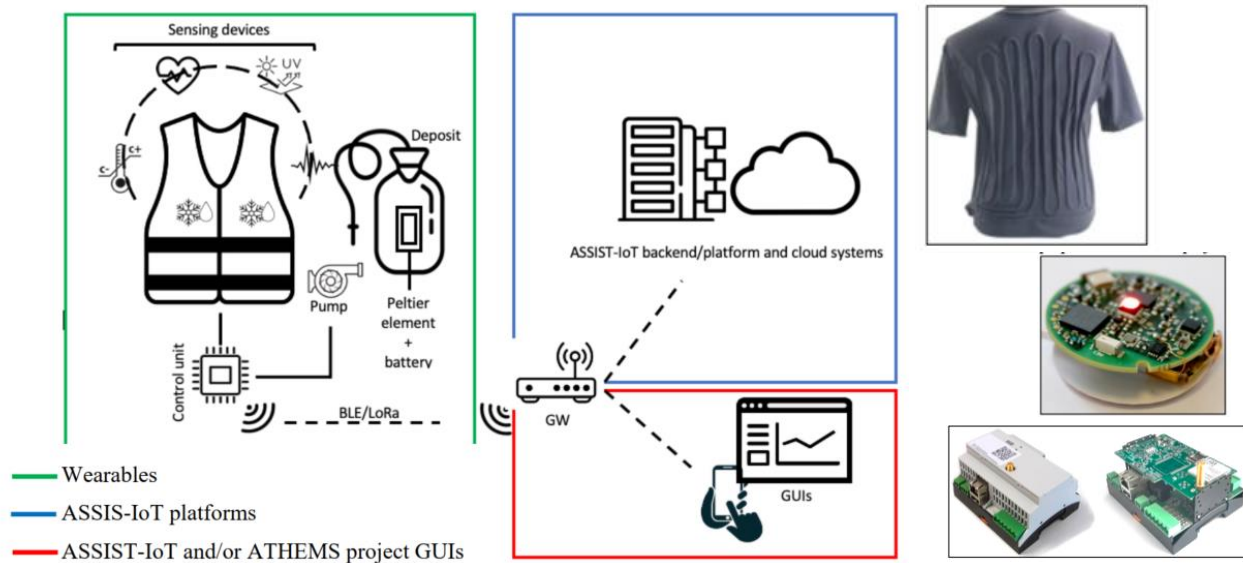 Sensing devices
UV
C+
C-
Deposit
Pump
Peltier
element
+
battery
Control unit
BLE/LoRa
GW
ASSIST-IoT backend/platform and cloud systems
GUIs
Wearables
ASSIS-IoT platforms
ASSIST-IoT and/or ATHEMS project GUIs